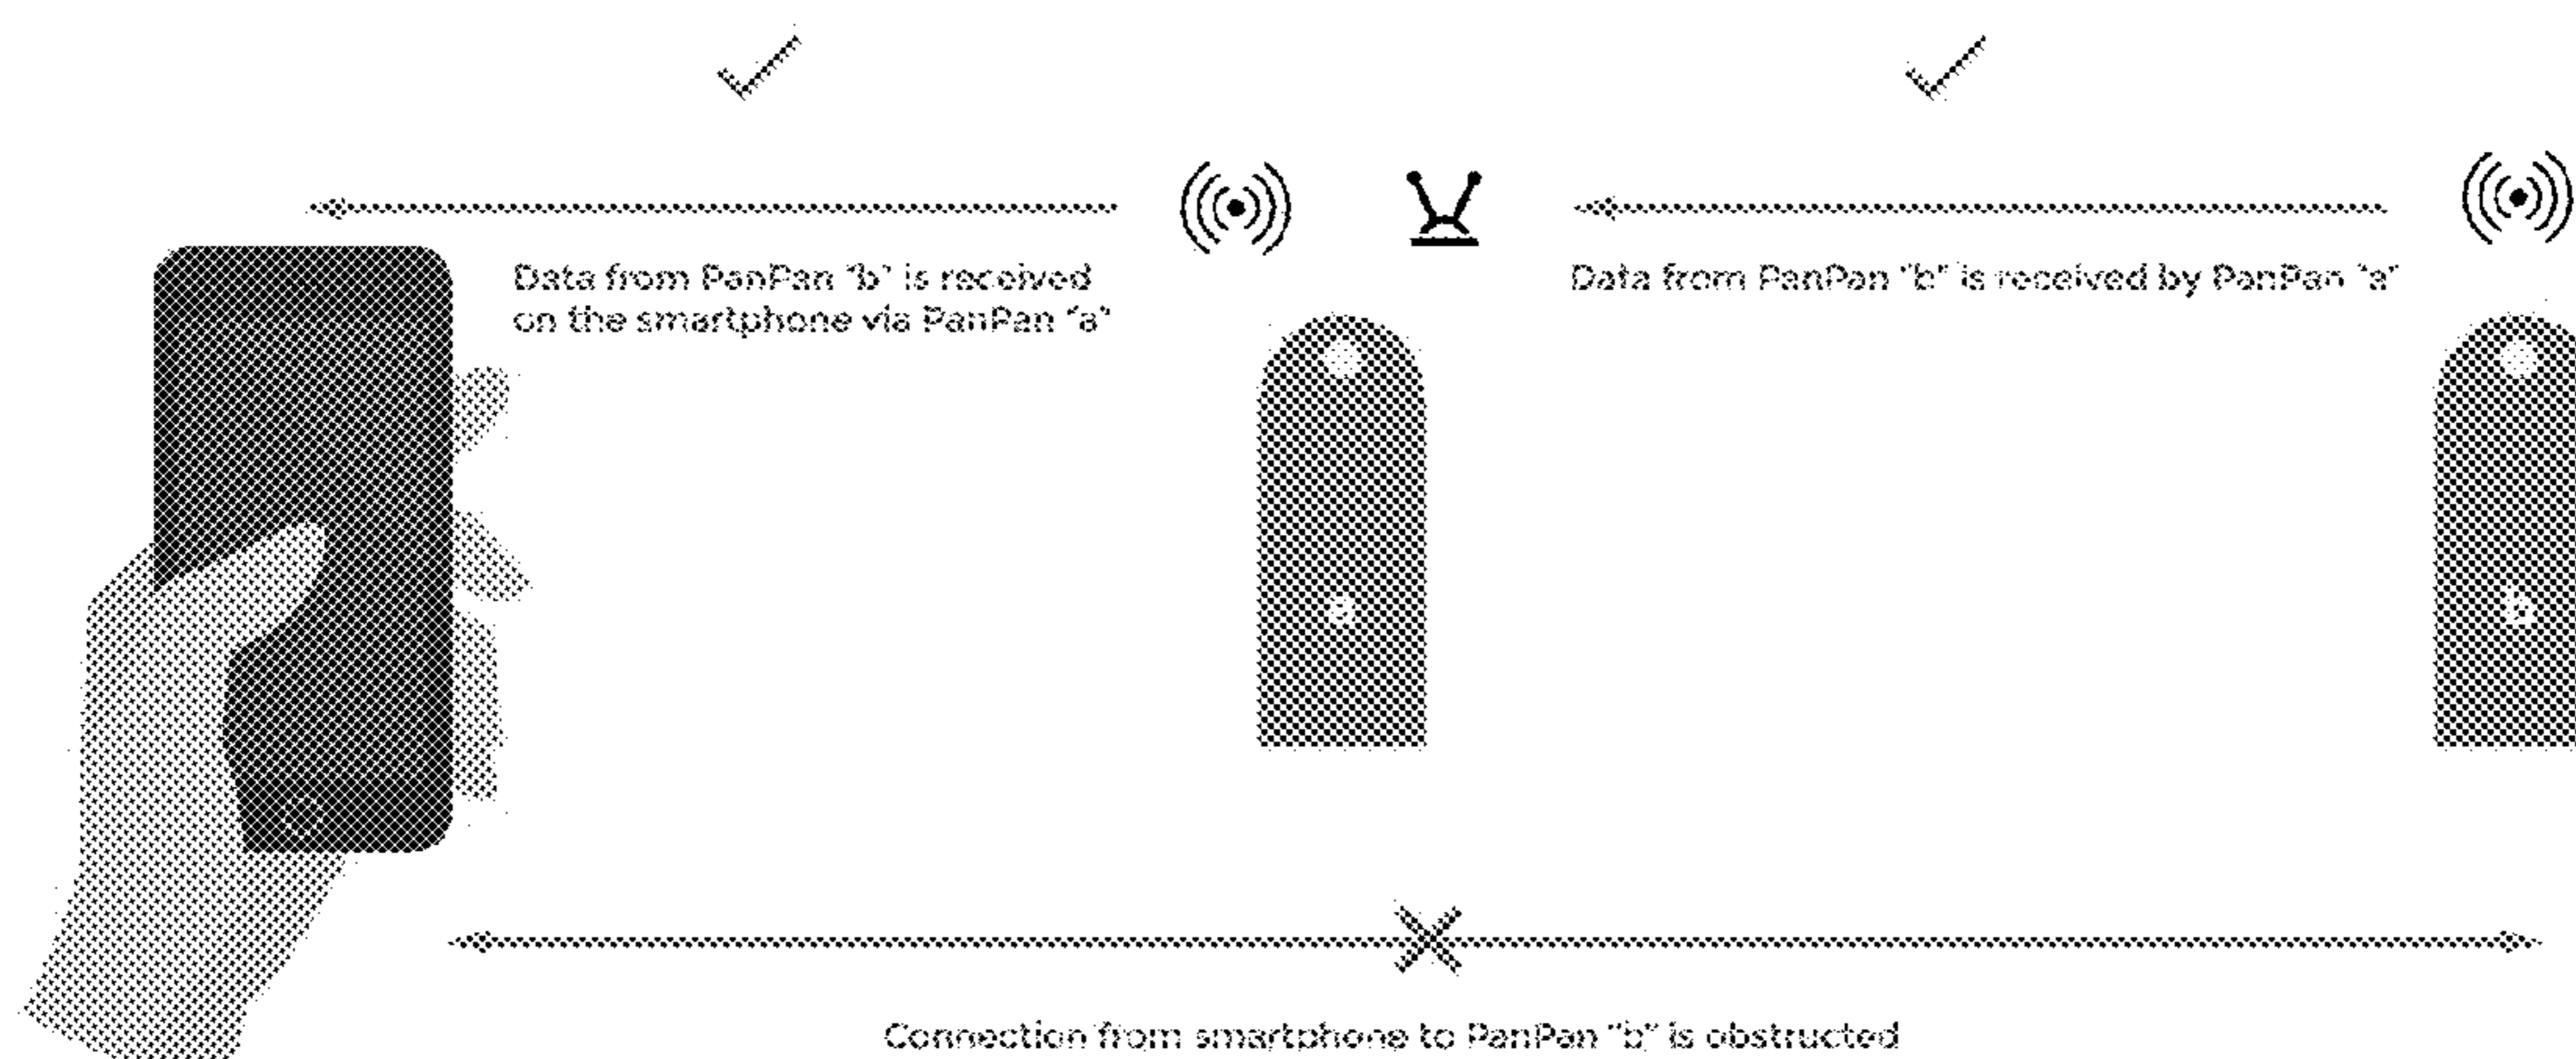 Data from PanPan "b" is received
on the smartphone via PanPan "a"
Data from PanPan "b" is received by PanPan "a"
a
b
Connection from smartphone to PanPan "b" is obstructed